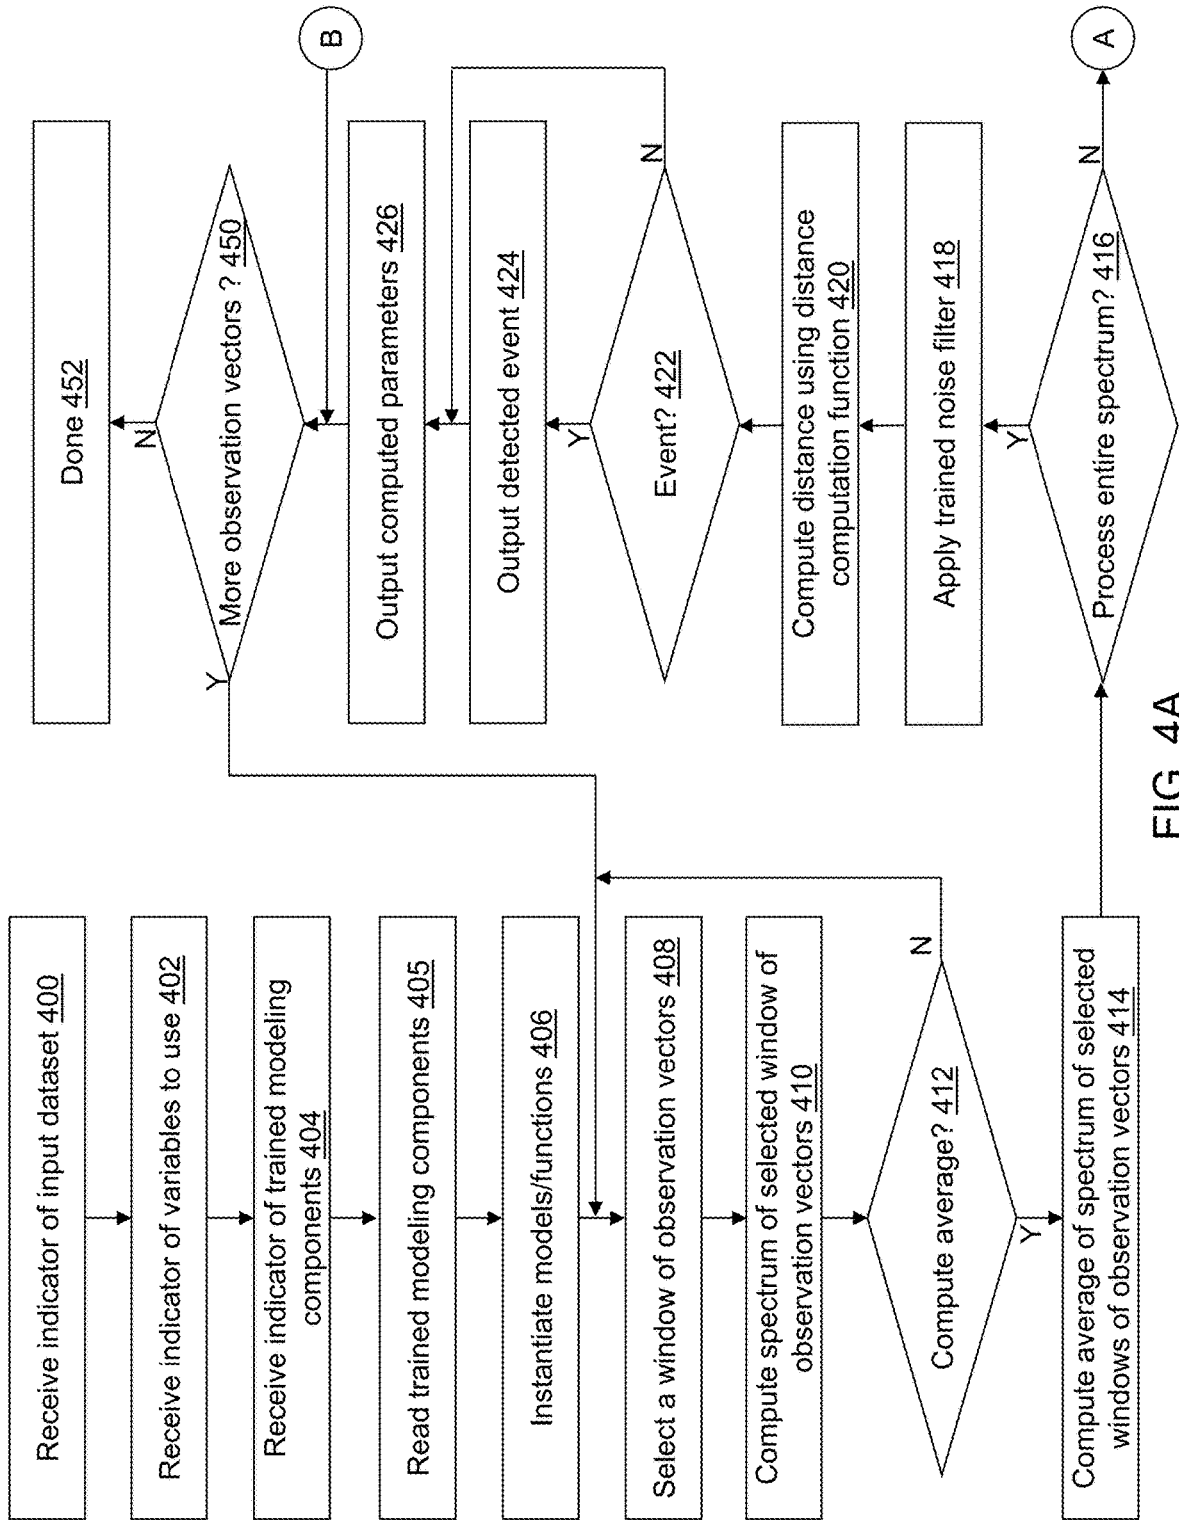 Receive indicator of input dataset 400
Receive indicator of variables to use 402
Receive indicator of trained modeling
components 404
Read trained modeling components 405
Instantiate models/functions 406
Select a window of observation vectors 408
Compute spectrum of selected window of
observation vectors 410
Compute average? 412
N
Y
Compute average of spectrum of selected
windows of observation vectors 414
Done 452
N
More observation vectors ? 450
Y
B
Output computed parameters 426
Output detected event 424
Y
Event? 422
N
Compute distance using distance
computation function 420
Apply trained noise filter 418
Y
Process entire spectrum? 416
N
A
FIG. 4A